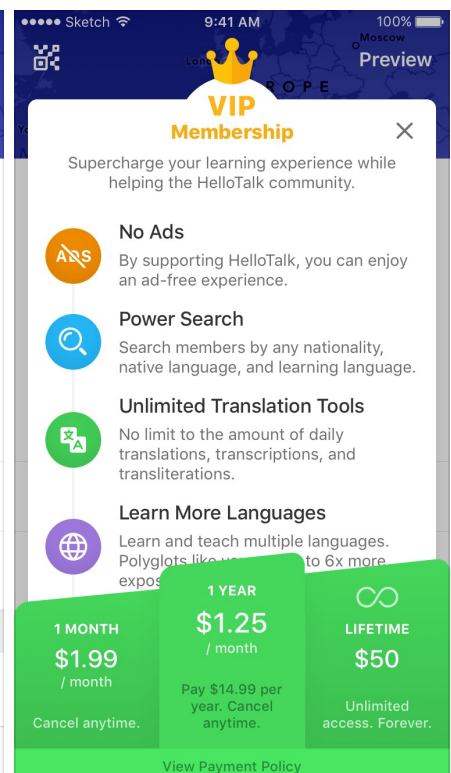 Sketch 9:41 AM 100%
Moscow
Preview
ROPE
VIP
Membership
Supercharge your learning experience while
helping the HelloTalk community.
ADS
No Ads
By supporting HelloTalk, you can enjoy
an ad-free experience.
Power Search
Search members by any nationality,
native language, and learning language.
Unlimited Translation Tools
文A
No limit to the amount of daily
translations, transcriptions, and
transliterations.
Learn More Languages
Learn and teach multiple languages.
Polyglots like to 6x more
1 MONTH
$1.99
/ month
Cancel anytime.
1 YEAR
$1.25
/ month
Pay $14.99 per
year. Cancel
anytime.
LIFETIME
$50
Unlimited
access. Forever.
View Payment Policy